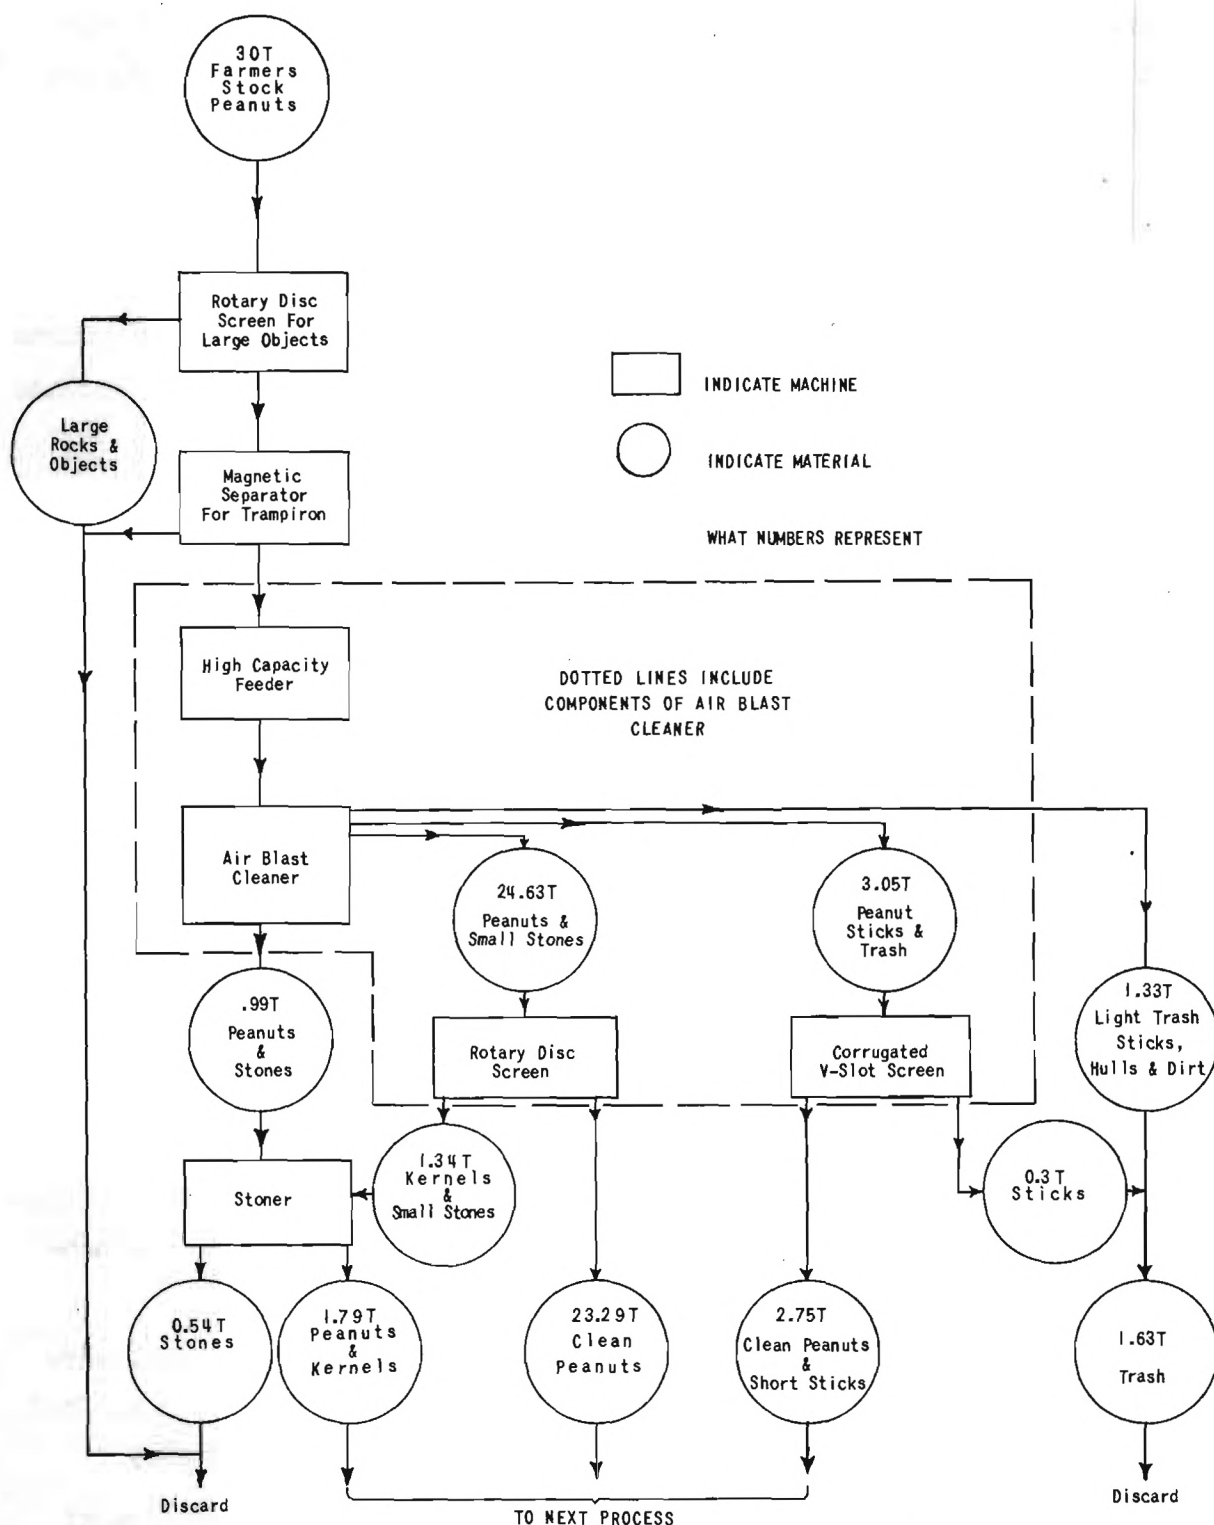 30T
Farmers
Stock
Peanuts
Rotary Disc
Screen For
Large Objects
Large
Rocks &
Objects
Magnetic
Separator
For Trampiron
INDICATE MACHINE
INDICATE MATERIAL
WHAT NUMBERS REPRESENT
High Capacity
Feeder
DOTTED LINES INCLUDE
COMPONENTS OF AIR BLAST
CLEANER
Air Blast
Cleaner
24.63T
Peanuts &
Small Stones
3.05T
Peanut
Sticks &
Trash
.99T
Peanuts
&
Stones
Rotary Disc
Screen
Corrugated
V-Slot Screen
1.33T
Light Trash
Sticks,
Hulls & Dirt
Stoner
1.34T
Kernels
&
Small Stones
0.3T
Sticks
0.54T
Stones
1.79T
Peanuts
&
Kernels
23.29T
Clean
Peanuts
2.75T
Clean Peanuts
&
Short Sticks
1.63T
Trash
Discard
TO NEXT PROCESS
Discard